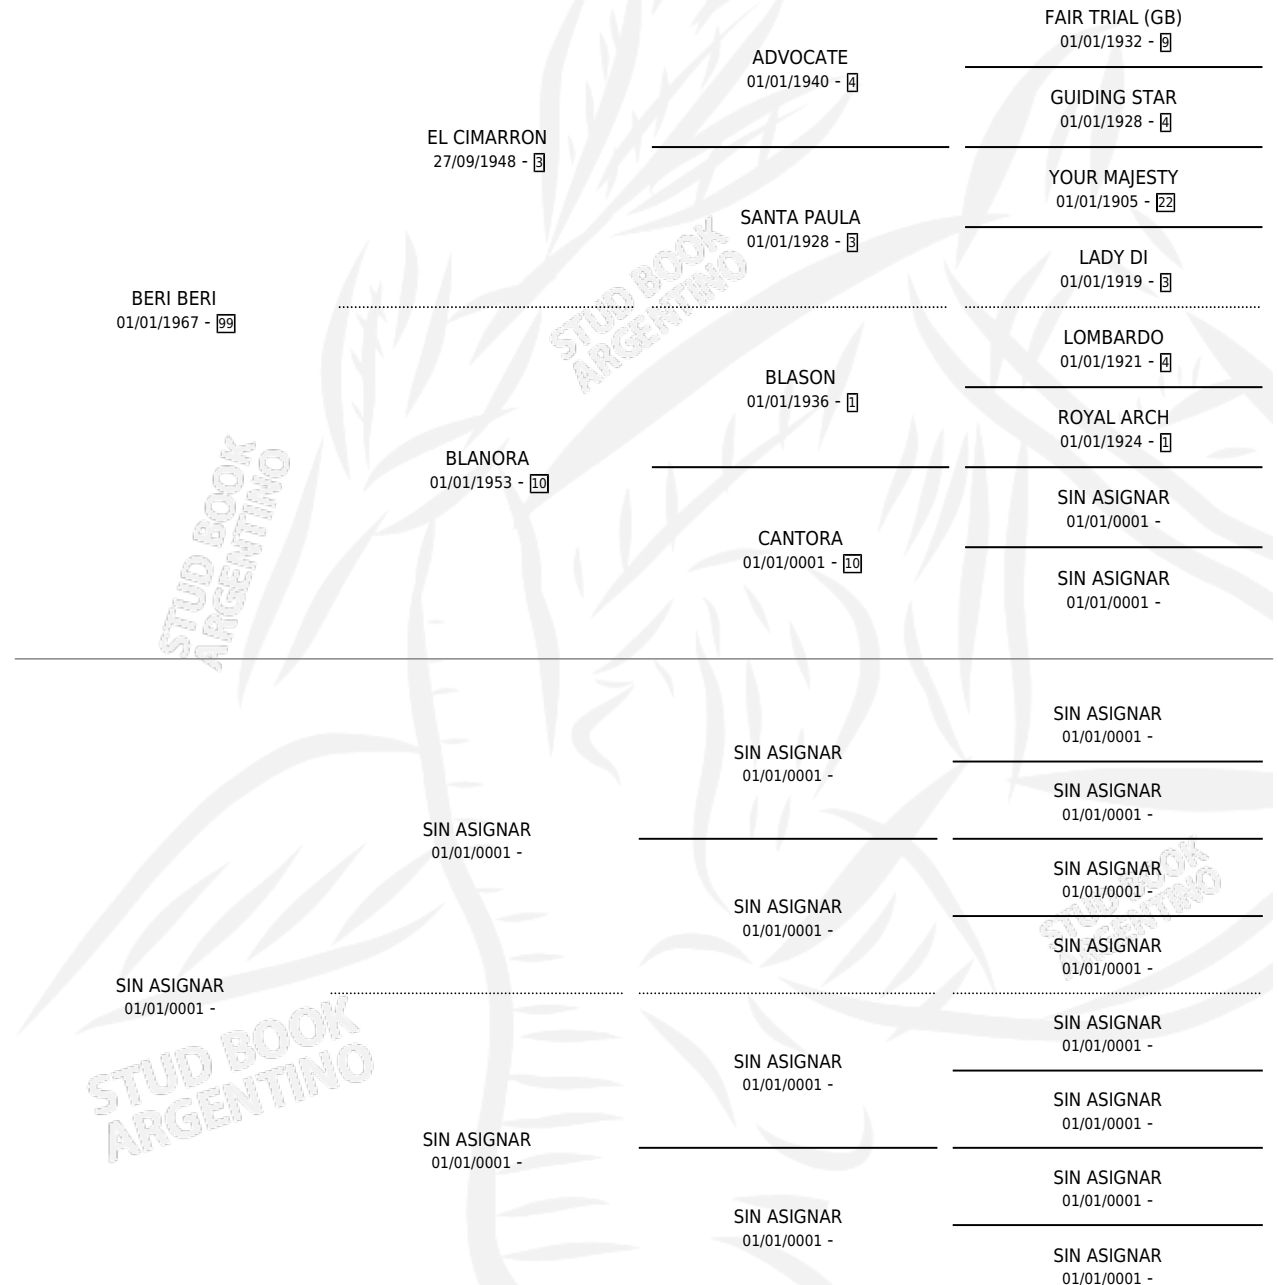 FAIR TRIAL (GB)
01/01/1932 - 9
ADVOCATE
01/01/1940 - 4
GUIDING STAR
01/01/1928 - 4
EL CIMARRON
27/09/1948 - 3
YOUR MAJESTY
01/01/1905 - 22
SANTA PAULA
01/01/1928 - 3
LADY DI
01/01/1919 - 3
BERI BERI
01/01/1967 - 99
STUD BOOK
ARGENTINO
LOMBARDO
01/01/1921 - 4
BLASON
01/01/1936 - 1
ROYAL ARCH
01/01/1924 - 1
BLANORA
01/01/1953 - 10
SIN ASIGNAR
01/01/0001 -
CANTORA
01/01/0001 - 10
SIN ASIGNAR
01/01/0001 -
STUD BOOK
ARGENTINO
SIN ASIGNAR
01/01/0001 -
SIN ASIGNAR
01/01/0001 -
SIN ASIGNAR
01/01/0001 -
SIN ASIGNAR
01/01/0001 -
SIN ASIGNAR
01/01/0001 -
STUD BOOK
ARGENTINO
SIN ASIGNAR
01/01/0001 -
SIN ASIGNAR
01/01/0001 -
SIN ASIGNAR
01/01/0001 -
STUD BOOK
ARGENTINO
SIN ASIGNAR
01/01/0001 -
SIN ASIGNAR
01/01/0001 -
SIN ASIGNAR
01/01/0001 -
SIN ASIGNAR
01/01/0001 -
SIN ASIGNAR
01/01/0001 -
SIN ASIGNAR
01/01/0001 -
SIN ASIGNAR
01/01/0001 -